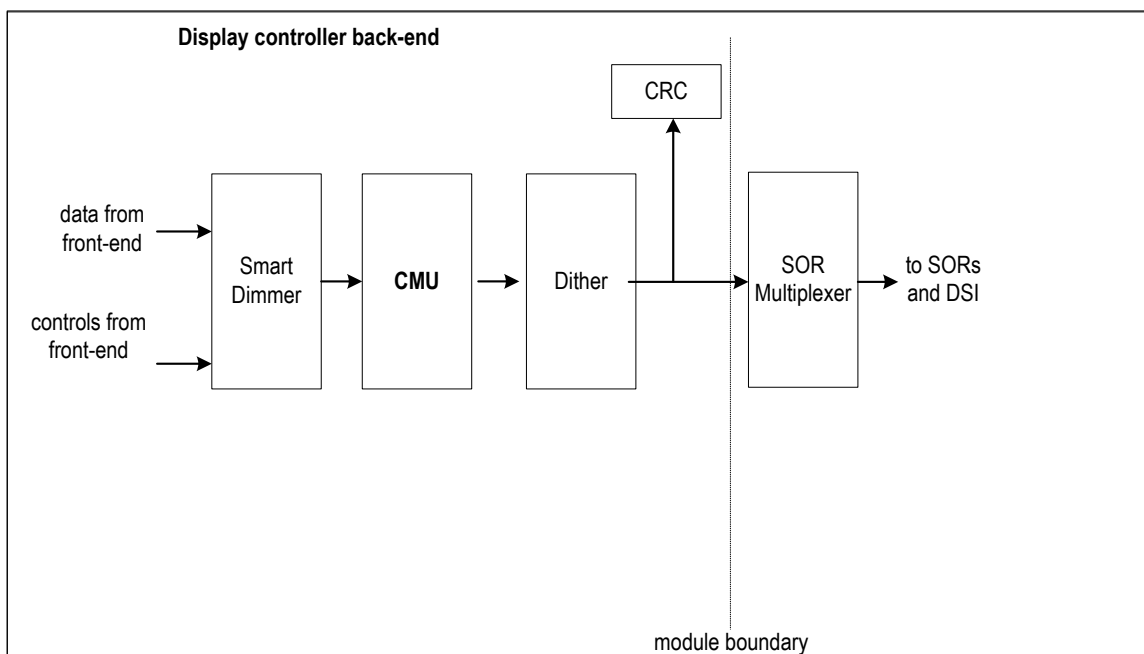 Display controller back-end
CRC
data from
front-end
controls from
front-end
Smart
Dimmer
CMU
Dither
SOR
Multiplexer
to SORs
and DSI
module boundary